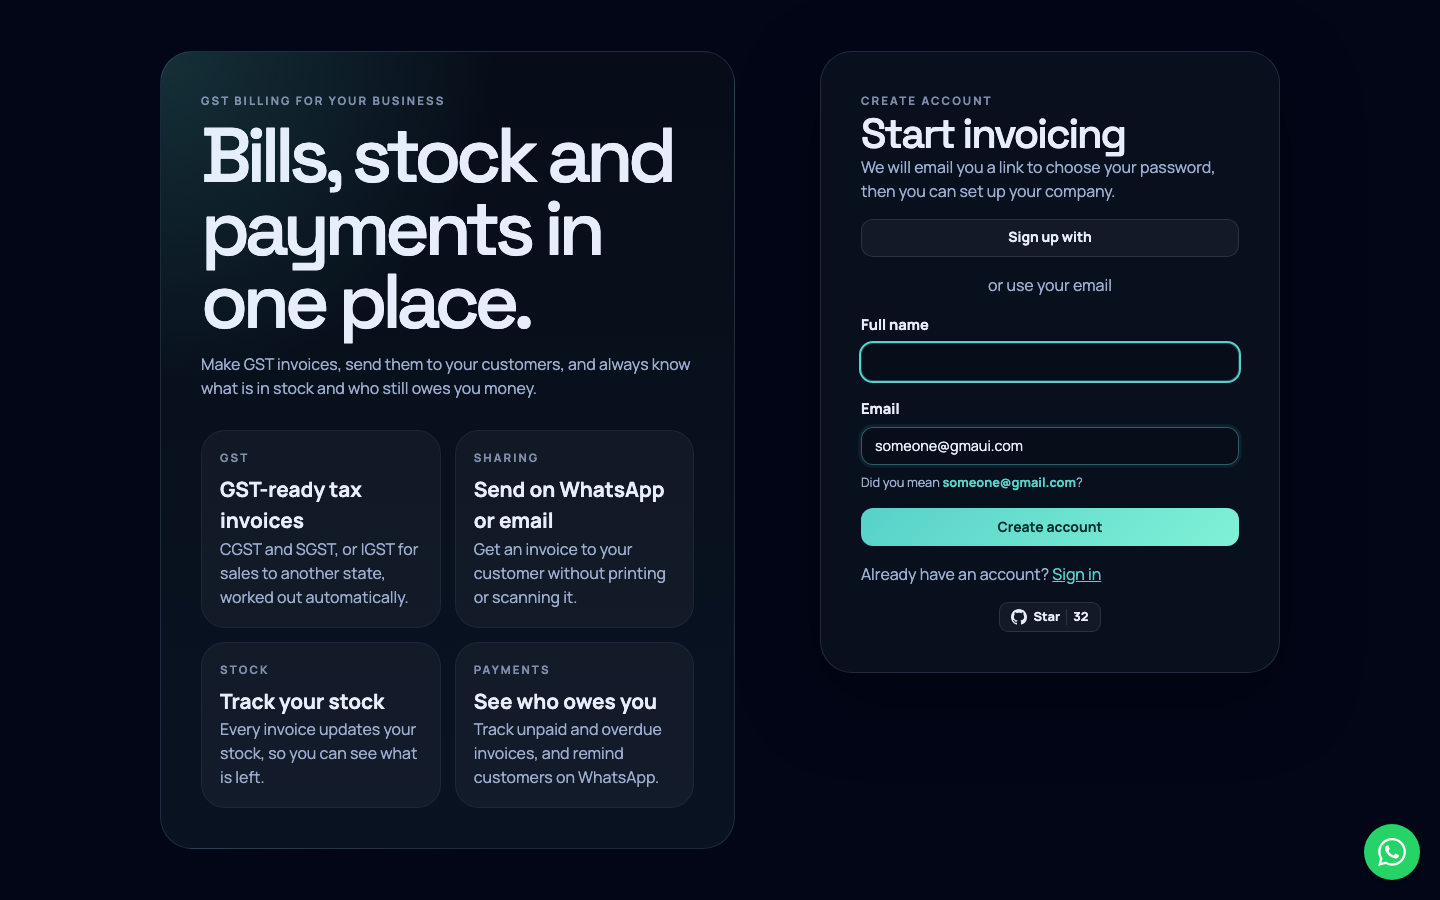 GST BILLING FOR YOUR BUSINESS
Bills, stock and
payments in
one place.
Make GST invoices, send them to your customers, and always know
what is in stock and who still owes you money.
GST
GST-ready tax
invoices
CGST and SGST, or IGST for
sales to another state,
worked out automatically.
SHARING
Send on WhatsApp
or email
Get an invoice to your
customer without printing
or scanning it.
STOCK
Track your stock
Every invoice updates your
stock, so you can see what
is left.
PAYMENTS
See who owes you
Track unpaid and overdue
invoices, and remind
customers on WhatsApp.
CREATE ACCOUNT
Start invoicing
We will email you a link to choose your password,
then you can set up your company.
Sign up with
or use your email
Full name
Email
someone@gmaui.com
Did you mean someone@gmail.com?
Create account
Already have an account? Sign in
Star 32